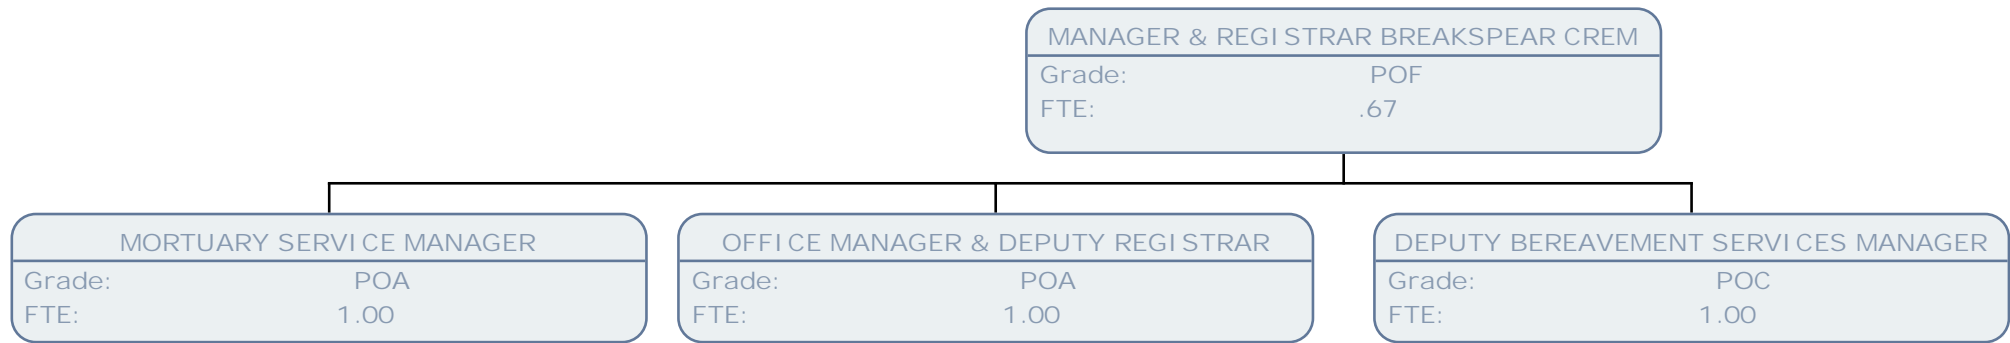 MANAGER & REGISTRAR BREAKSPEAR CREM
Grade: POF
FTE: .67
MORTUARY SERVICE MANAGER
Grade: POA
FTE: 1.00
OFFICE MANAGER & DEPUTY REGISTRAR
Grade: POA
FTE: 1.00
DEPUTY BEREAVEMENT SERVICES MANAGER
Grade: POC
FTE: 1.00